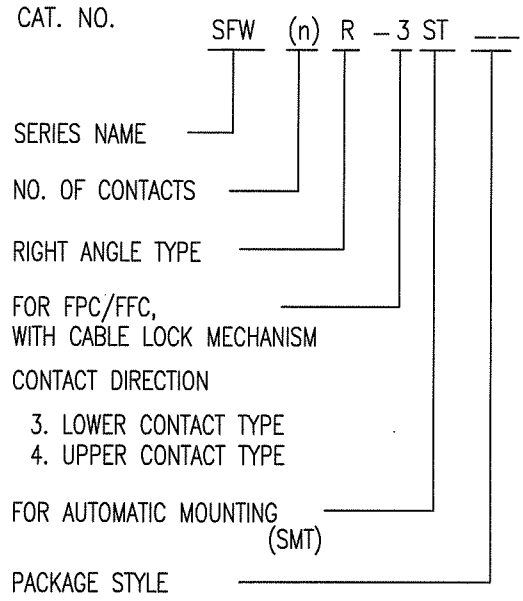 CAT. NO.
SFW (n) R -3 ST __
SERIES NAME
NO. OF CONTACTS
RIGHT ANGLE TYPE
FOR FPC/FFC,
WITH CABLE LOCK MECHANISM
CONTACT DIRECTION
3. LOWER CONTACT TYPE
4. UPPER CONTACT TYPE
FOR AUTOMATIC MOUNTING
(SMT)
PACKAGE STYLE